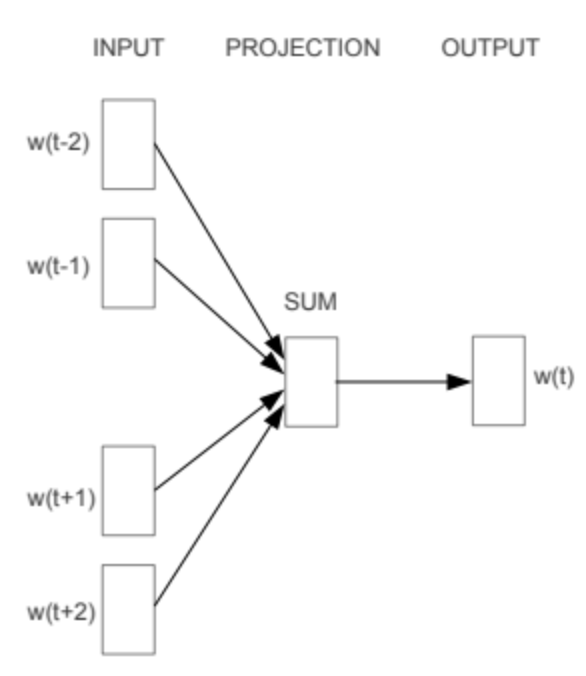 INPUT PROJECTION OUTPUT
w(t-2)
w(t-1)
SUM
w(t)
w(t+1)
w(t+2)